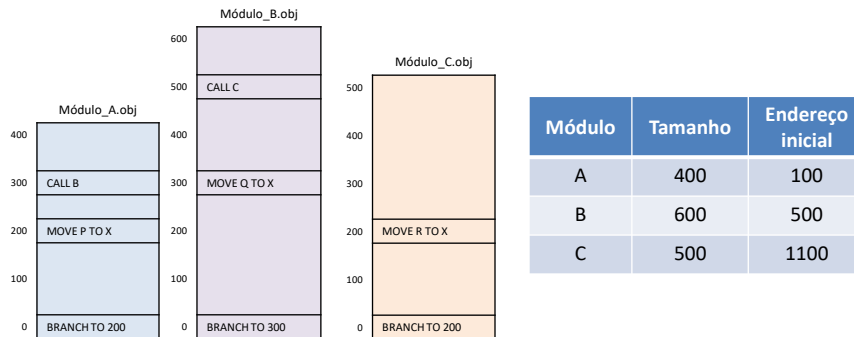 Módulo_A.obj
400
300 CALL B
200 MOVE P TO X
100
0 BRANCH TO 200
Módulo_B.obj
600
500 CALL C
400
300 MOVE Q TO X
200
100
0 BRANCH TO 300
Módulo_C.obj
500
400
300
200 MOVE R TO X
100
0 BRANCH TO 200
Módulo Tamanho Endereço
inicial
A 400 100
B 600 500
C 500 1100